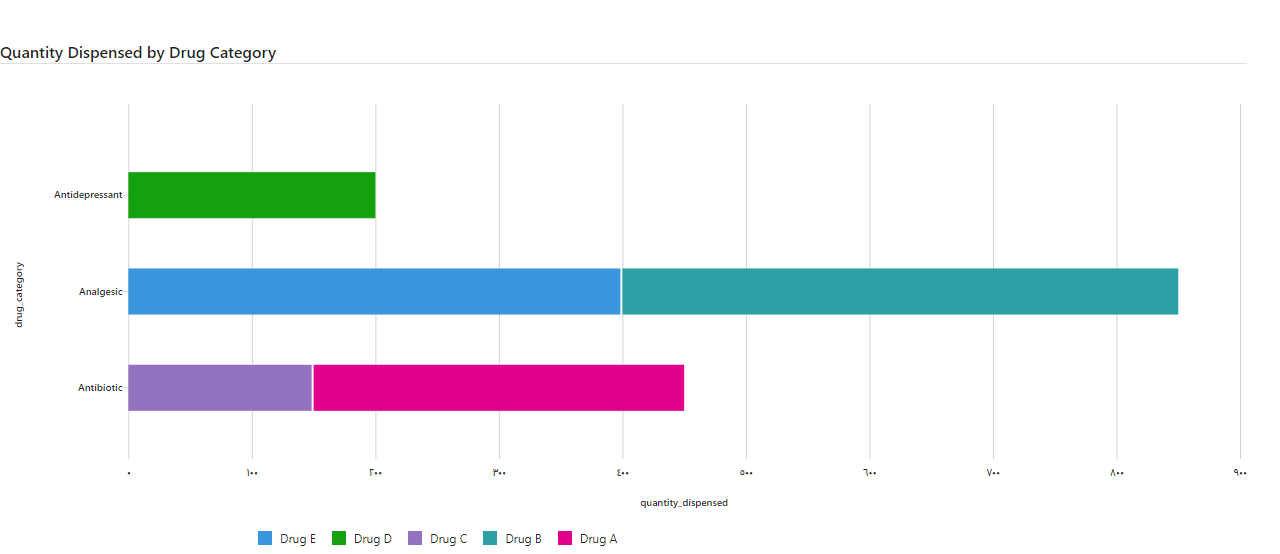 Quantity Dispensed by Drug Category
Antidepressant
Analgesic
Antibiotic
drug_category
٠ ١٠٠ ٢٠٠ ٣٠٠ ٤٠٠ ٥٠٠ ٦٠٠ ٧٠٠ ٨٠٠ ٩٠٠
quantity_dispensed
Drug E Drug D Drug C Drug B Drug A